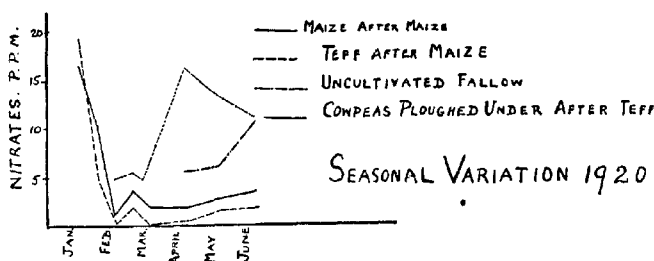 NITRATES. P.P.M.
20
15
10
5
JAN.
FEB.
MAR.
APRIL
MAY
JUNE
MAIZE AFTER MAIZE
TEFF AFTER MAIZE
UNCULTIVATED FALLOW
COWPEAS PLOUGHED UNDER AFTER TEFF
SEASONAL VARIATION 1920